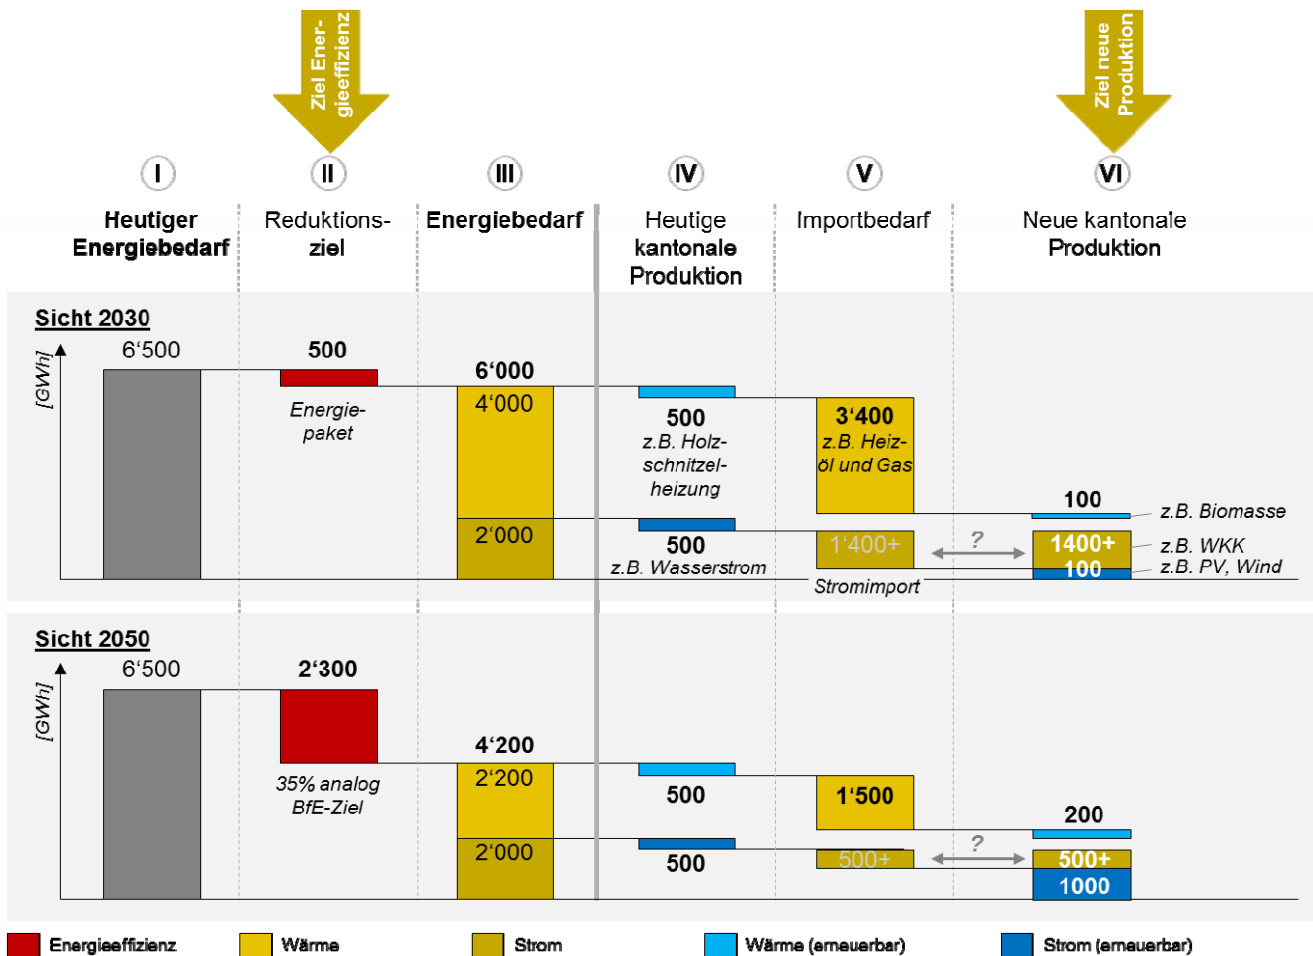 Ziel Ener-
gieeffizienz
Ziel neue
Produktion
I
II
III
IV
V
VI
Heutiger
Energiebedarf
Reduktions-
ziel
Energiebedarf
Heutige
kantonale
Produktion
Importbedarf
Neue kantonale
Produktion
Sicht 2030
[GWh]
6‘500
500
Energie-
paket
6‘000
4‘000
2‘000
500
z.B. Holz-
schnitzel-
heizung
500
z.B. Wasserstrom
3‘400
z.B. Heiz-
öl und Gas
1‘400+
Stromimport
?
100
1400+
100
z.B. Biomasse
z.B. WKK
z.B. PV, Wind
Sicht 2050
[GWh]
6‘500
2‘300
35% analog
BfE-Ziel
4‘200
2‘200
2‘000
500
500
1‘500
500+
?
200
500+
1000
Energieeffizienz
Wärme
Strom
Wärme (erneuerbar)
Strom (erneuerbar)